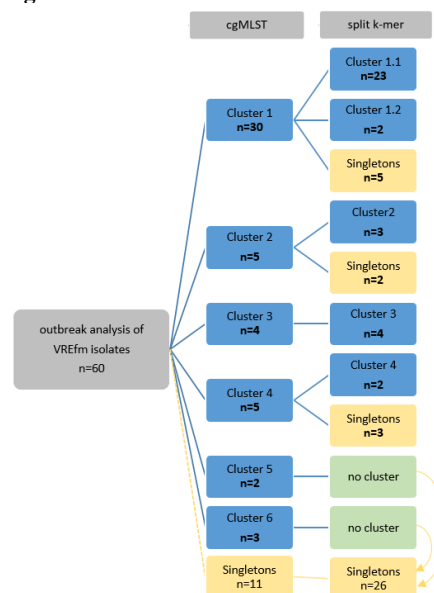 cgMLST
split k-mer
Cluster 1.1
n=23
Cluster 1
n=30
Cluster 1.2
n=2
Singletons
n=5
Cluster2
n=3
Cluster 2
n=5
Singletons
n=2
outbreak analysis of
VREfm isolates
n=60
Cluster 3
n=4
Cluster 3
n=4
Cluster 4
n=2
Cluster 4
n=5
Singletons
n=3
Cluster 5
n=2
no cluster
Cluster 6
n=3
no cluster
Singletons
n=11
Singletons
n=26